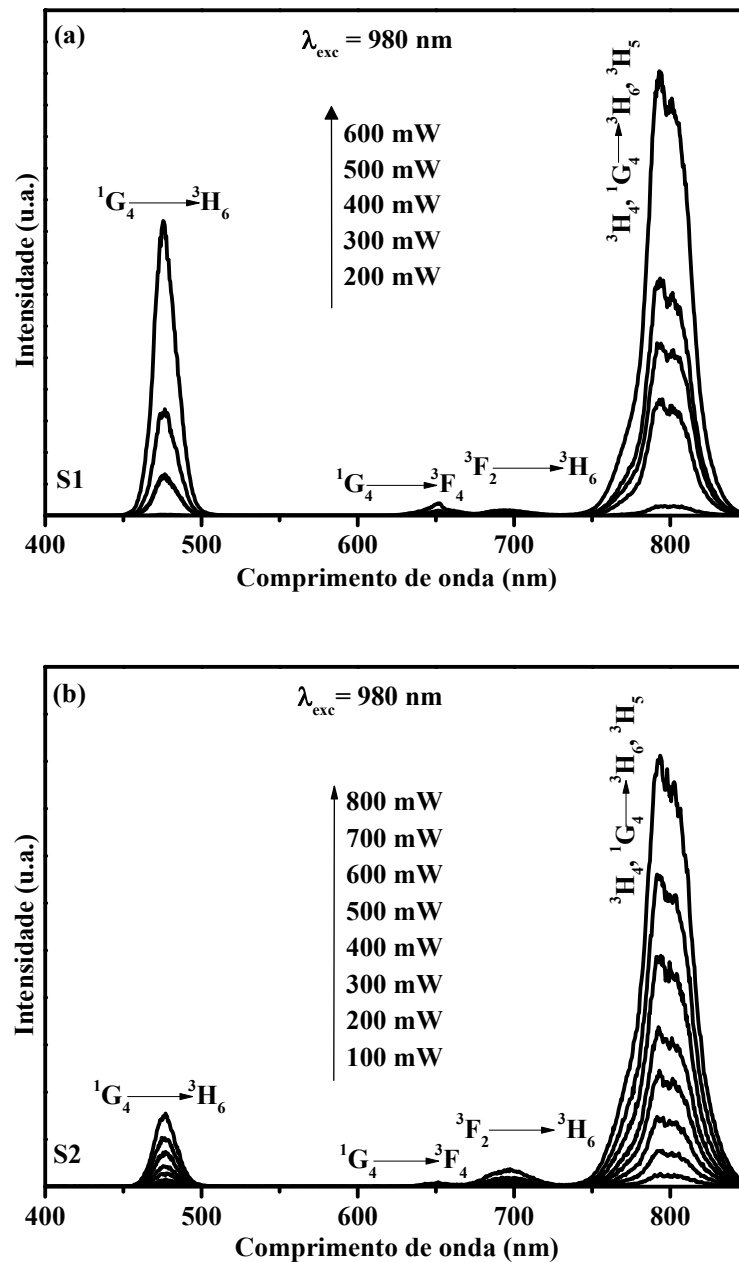 (a)
λexc = 980 nm
600 mW
500 mW
400 mW
300 mW
200 mW
¹G₄ → ³H₆
³H₄, ¹G₄ → ³H₆, ³H₅
¹G₄ → ³F₄
³F₂ → ³H₆
S1
Intensidade (u.a.)
400 500 600 700 800
Comprimento de onda (nm)
(b)
λexc = 980 nm
800 mW
700 mW
600 mW
500 mW
400 mW
300 mW
200 mW
100 mW
¹G₄ → ³H₆
³H₄, ¹G₄ → ³H₆, ³H₅
³F₂ → ³H₆
¹G₄ → ³F₄
S2
Intensidade (u.a.)
400 500 600 700 800
Comprimento de onda (nm)